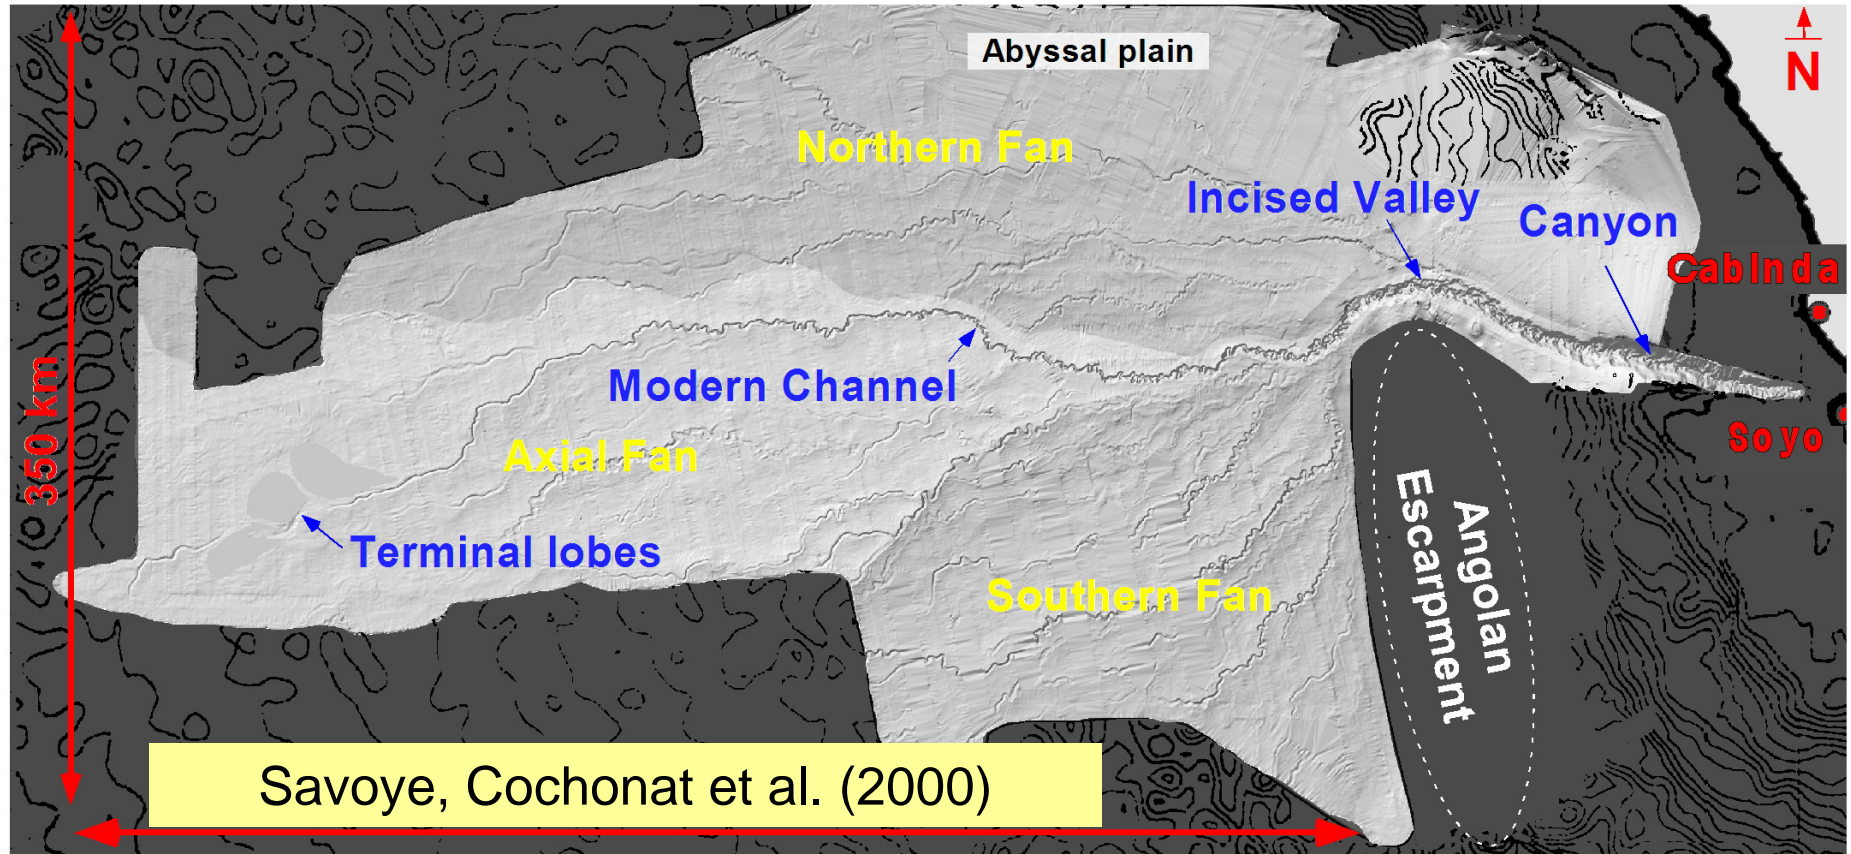 Abyssal plain
N
Northern Fan
Incised Valley
Canyon
Cabinda
Modern Channel
350 km
Axial Fan
Soyo
Terminal lobes
Southern Fan
Angolan
Escarpment
Savoye, Cochonat et al. (2000)